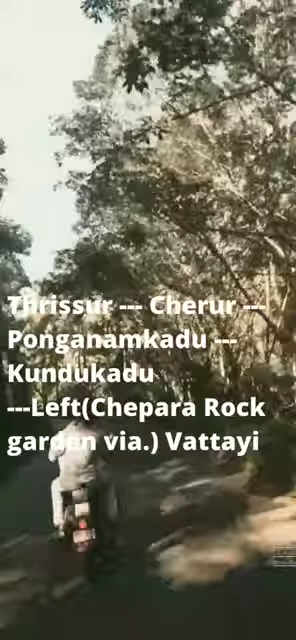 Thrissur --- Cherur ---
Ponganamkadu ---
Kundukadu
---Left(Chepara Rock
garden via.) Vattayi